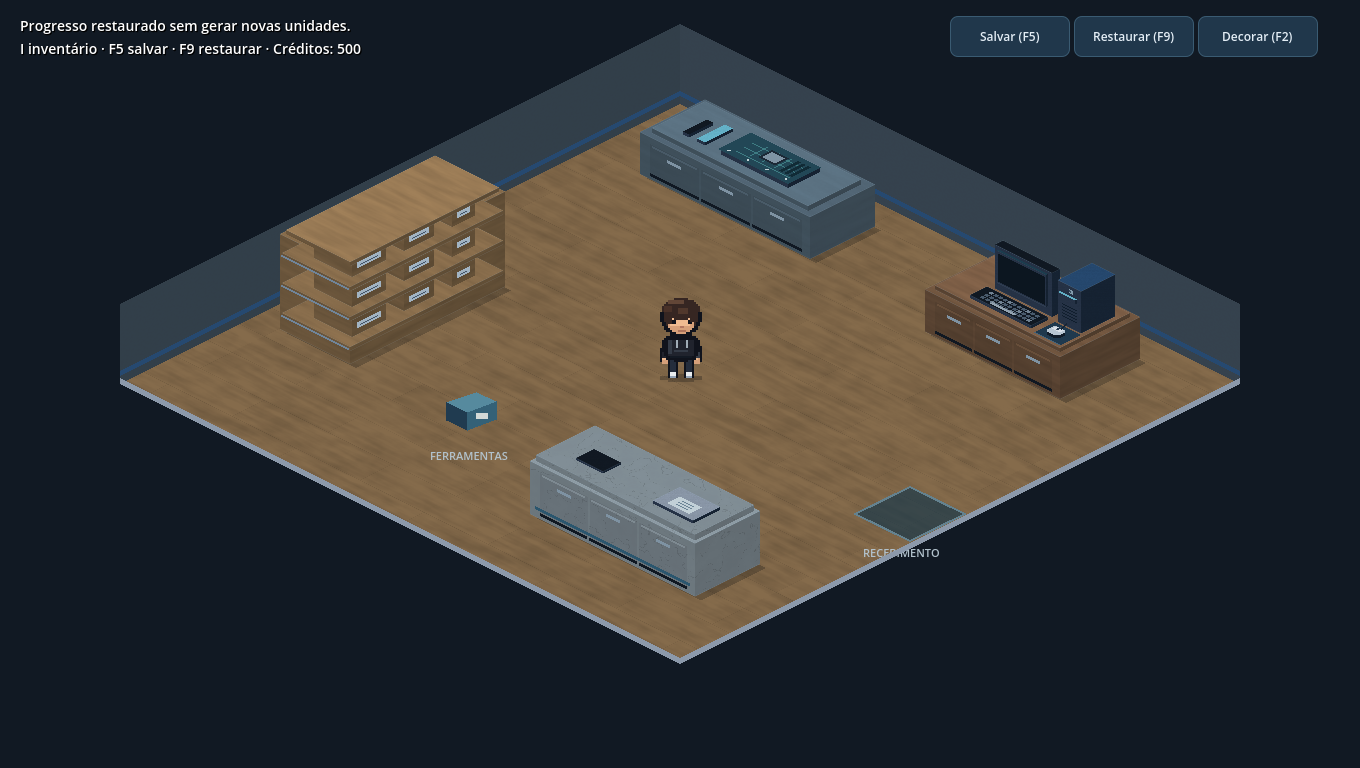 Progresso restaurado sem gerar novas unidades.
I inventário · F5 salvar · F9 restaurar · Créditos: 500
Salvar (F5)
Restaurar (F9)
Decorar (F2)
FERRAMENTAS
RECEBIMENTO